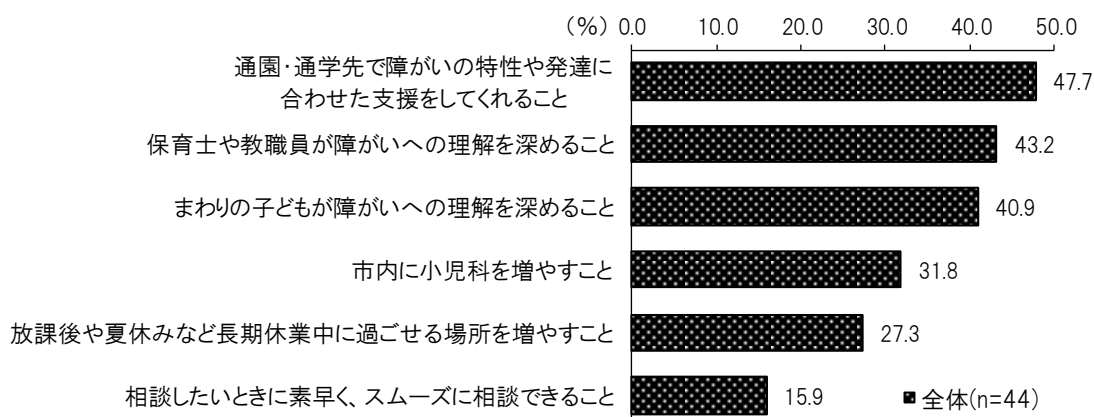 (%) 0.0 10.0 20.0 30.0 40.0 50.0
通園・通学先で障がいの特性や発達に
合わせた支援をしてくれること
47.7
保育士や教職員が障がいへの理解を深めること 43.2
まわりの子どもが障がいへの理解を深めること 40.9
市内に小児科を増やすこと 31.8
放課後や夏休みなど長期休業中に過ごせる場所を増やすこと 27.3
相談したいときに素早く、スムーズに相談できること 15.9
全体(n=44)